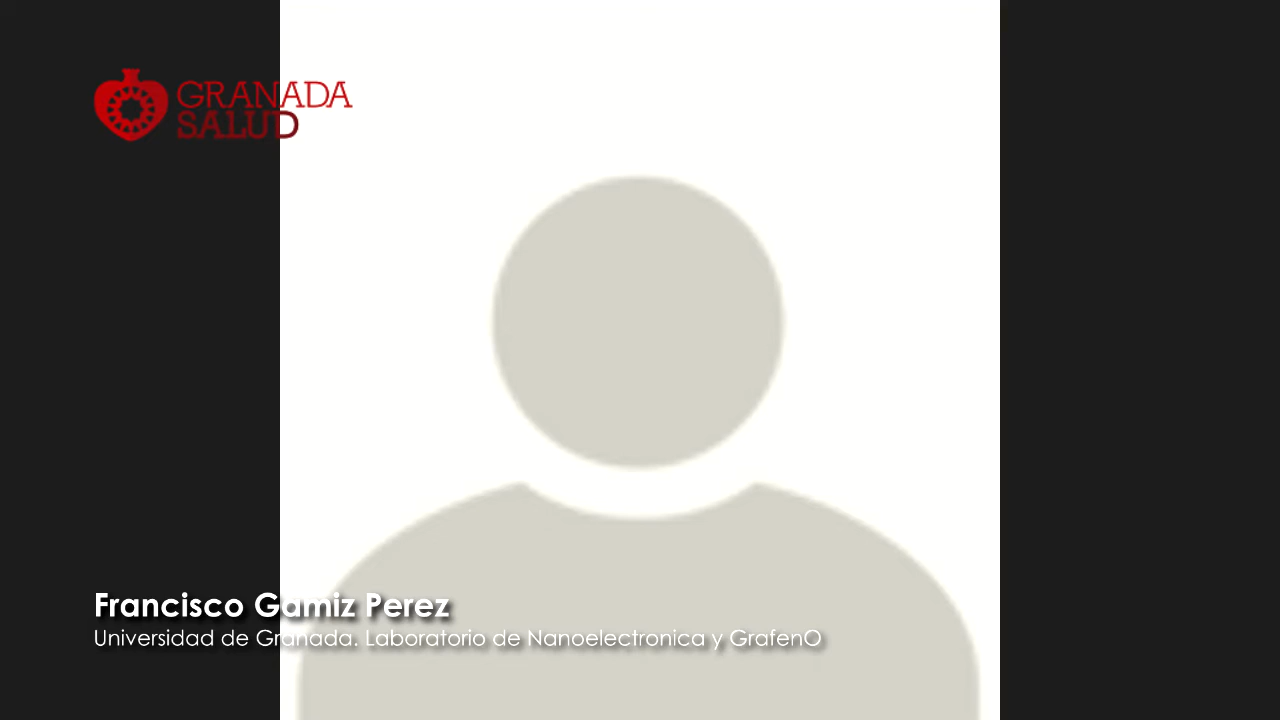 GRANADA
SALUD
Francisco Gamiz Perez
Universidad de Granada. Laboratorio de Nanoelectronica y GrafenO